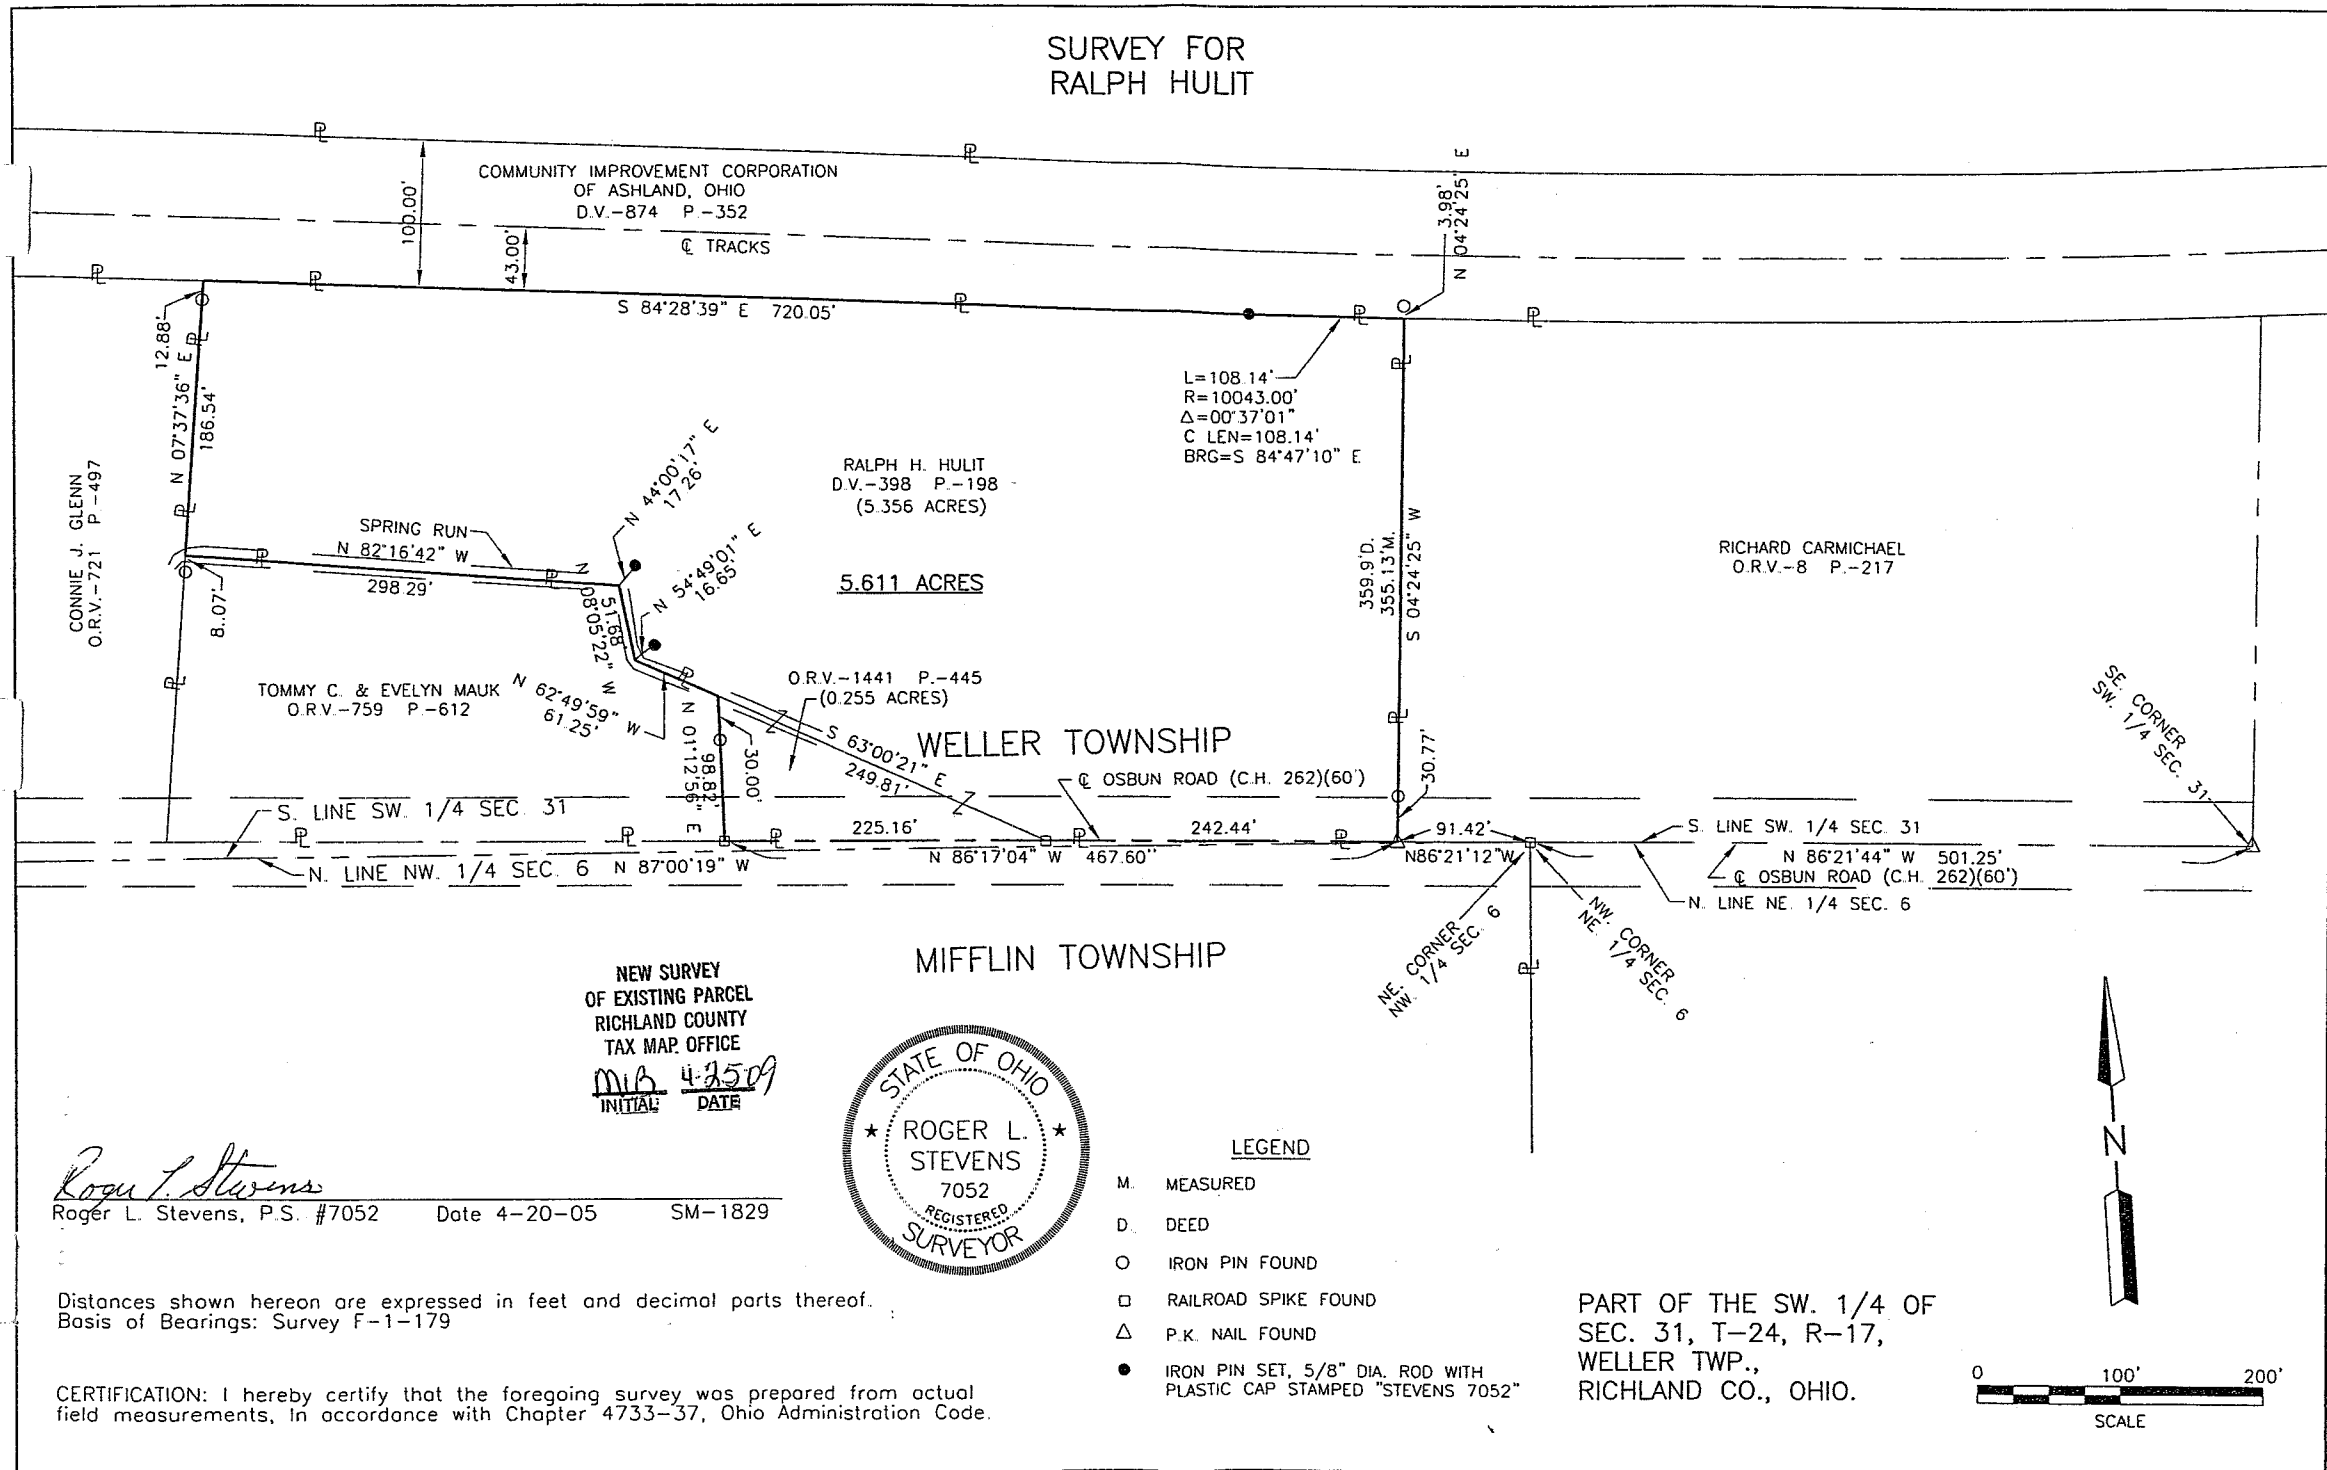 SURVEY FOR
RALPH HULIT
COMMUNITY IMPROVEMENT CORPORATION
OF ASHLAND, OHIO
D.V.-874 P.-352
100.00'
43.00'
℄ TRACKS
3.98'
N 04°24'25" E
S 84°28'39" E 720.05'
12.88'
N 07°37'36" E
186.54'
L=108.14'
R=10043.00'
Δ=00°37'01"
C LEN=108.14'
BRG=S 84°47'10" E
CONNIE J. GLENN
O.R.V.-721 P.-497
RALPH H. HULIT
D.V.-398 P.-198
(5.356 ACRES)
N 44°00'17" E
17.26'
SPRING RUN
N 82°16'42" W
298.29'
N 54°49'01" E
16.65'
5.611 ACRES
359.9'D.
355.13'M.
S 04°24'25" W
RICHARD CARMICHAEL
O.R.V.-8 P.-217
8.07'
N 08°05'22" W
51.68'
TOMMY C. & EVELYN MAUK
O.R.V.-759 P.-612
N 62°49'59" W
61.25'
O.R.V.-1441 P.-445
(0.255 ACRES)
N 01°12'56" E
98.82'
30.00'
S 63°00'21" E
249.81'
WELLER TOWNSHIP
℄ OSBUN ROAD (C.H. 262)(60')
30.77'
SE. CORNER
SW. 1/4 SEC. 31
S. LINE SW. 1/4 SEC. 31
225.16'
242.44'
91.42'
S. LINE SW. 1/4 SEC. 31
N. LINE NW. 1/4 SEC. 6
N 87°00'19" W
N 86°17'04" W 467.60''
N86°21'12"W
N 86°21'44" W 501.25'
℄ OSBUN ROAD (C.H. 262)(60')
N. LINE NE. 1/4 SEC. 6
NE. CORNER
NW. 1/4 SEC. 6
NW. CORNER
NE. 1/4 SEC. 6
MIFFLIN TOWNSHIP
NEW SURVEY
OF EXISTING PARCEL
RICHLAND COUNTY
TAX MAP. OFFICE
MB 4-25-09
INITIAL DATE
STATE OF OHIO
ROGER L.
STEVENS
7052
REGISTERED
SURVEYOR
Roger L. Stevens
Roger L. Stevens, P.S. #7052 Date 4-20-05 SM-1829
Distances shown hereon are expressed in feet and decimal parts thereof.
Basis of Bearings: Survey F-1-179
CERTIFICATION: I hereby certify that the foregoing survey was prepared from actual
field measurements, In accordance with Chapter 4733-37, Ohio Administration Code.
LEGEND
M. MEASURED
D. DEED
IRON PIN FOUND
RAILROAD SPIKE FOUND
P.K. NAIL FOUND
IRON PIN SET, 5/8" DIA. ROD WITH
PLASTIC CAP STAMPED "STEVENS 7052"
N
PART OF THE SW. 1/4 OF
SEC. 31, T-24, R-17,
WELLER TWP.,
RICHLAND CO., OHIO.
0 100' 200'
SCALE